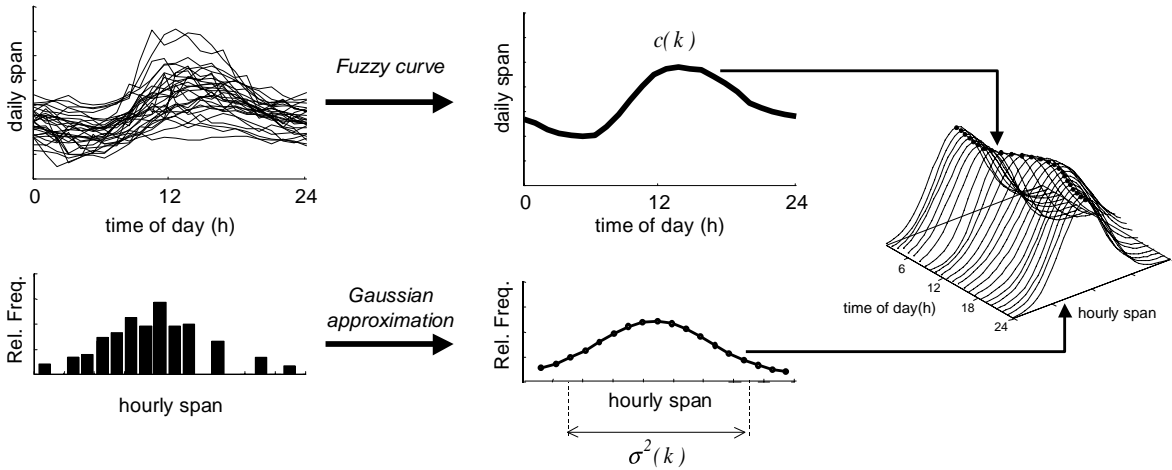 daily span
0
12
24
time of day (h)
Fuzzy curve
daily span
c(k)
0
12
24
time of day (h)
Rel. Freq.
hourly span
Gaussian
approximation
Rel. Freq.
hourly span
σ²(k)
6
12
18
24
time of day(h)
hourly span